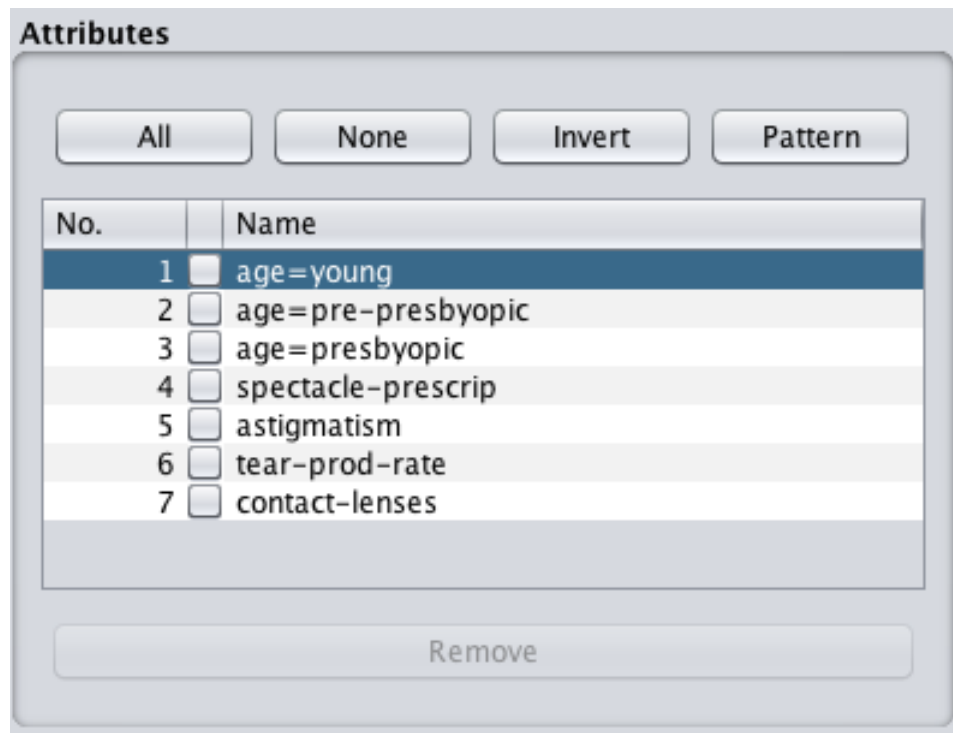 Attributes
All None Invert Pattern
No. Name
1 age=young
2 age=pre-presbyopic
3 age=presbyopic
4 spectacle-prescrip
5 astigmatism
6 tear-prod-rate
7 contact-lenses
Remove